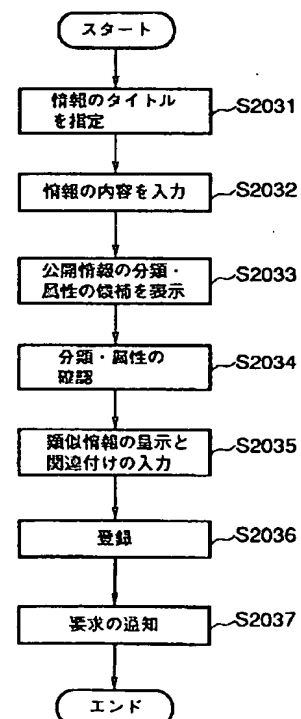 スタート
情報のタイトル
を指定
S2031
情報の内容を入力
S2032
公開情報の分類・
属性の候補を表示
S2033
分類・属性の
確認
S2034
類似情報の呈示と
関連付けの入力
S2035
登録
S2036
要求の通知
S2037
エンド